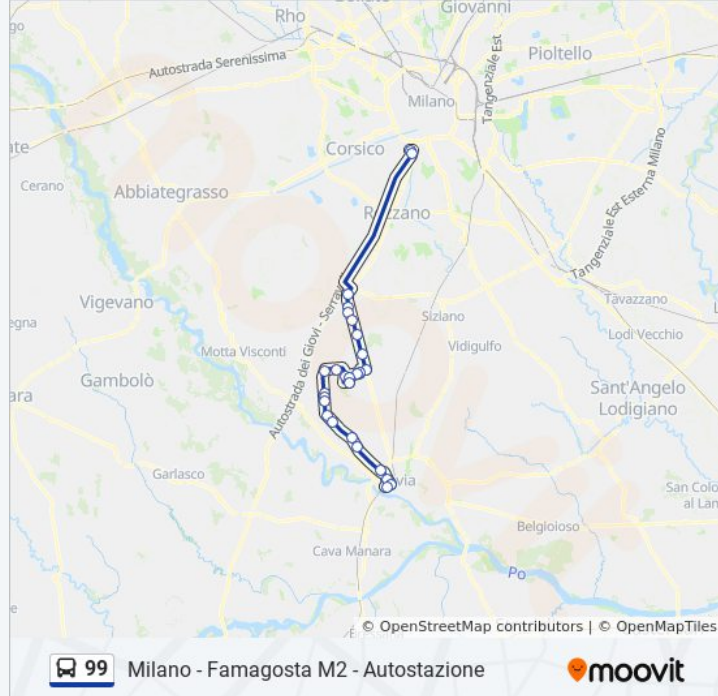 Giovanni
Rho
Pioltello
Autostrada Serenissima
Tangenziale Est
Milano
Corsico
Cerano
Abbiategrasso
Rozzano
Tangenziale Est Esterna Milano
Vigevano
Autostrada dei Giovi - Serravalle
Siziano
Tavazzano
Lodi Vecchio
Motta Visconti
Vidigulfo
Gambolò
Sant'Angelo
Lodigiano
Garlasco
Pavia
San Colo
al Lam
Belgioioso
Cava Manara
Po
© OpenStreetMap contributors | © OpenMapTiles
99 Milano - Famagosta M2 - Autostazione
moovit